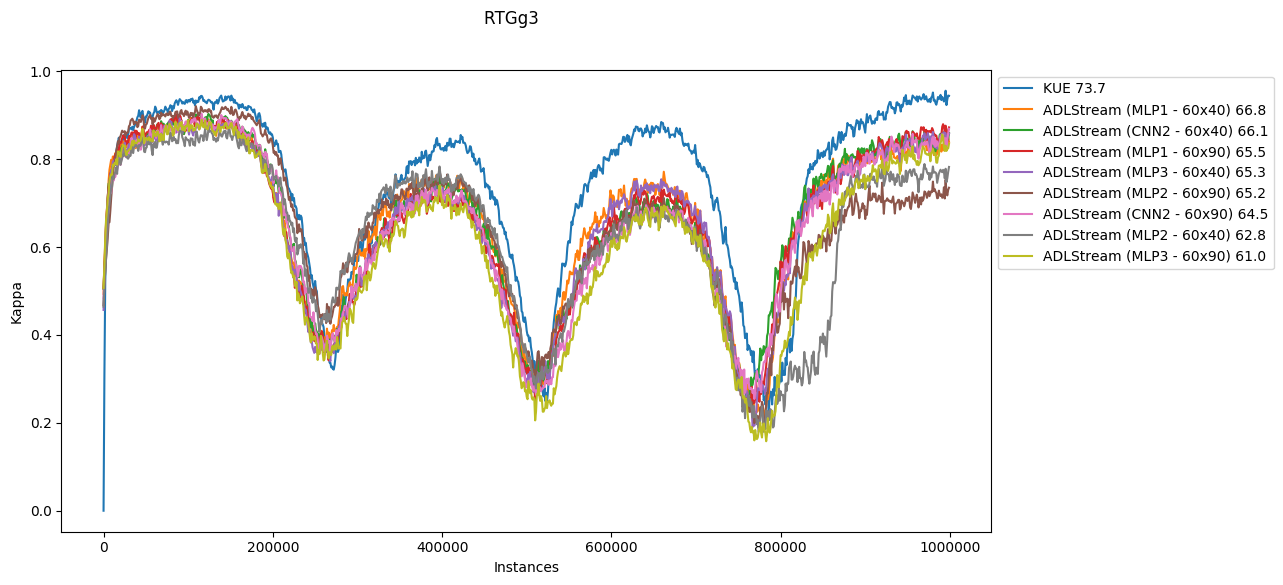 RTGg3
KUE 73.7
ADLStream (MLP1 - 60x40) 66.8
ADLStream (CNN2 - 60x40) 66.1
ADLStream (MLP1 - 60x90) 65.5
ADLStream (MLP3 - 60x40) 65.3
ADLStream (MLP2 - 60x90) 65.2
ADLStream (CNN2 - 60x90) 64.5
ADLStream (MLP2 - 60x40) 62.8
ADLStream (MLP3 - 60x90) 61.0
Kappa
1.0
0.8
0.6
0.4
0.2
0.0
0 200000 400000 600000 800000 1000000
Instances